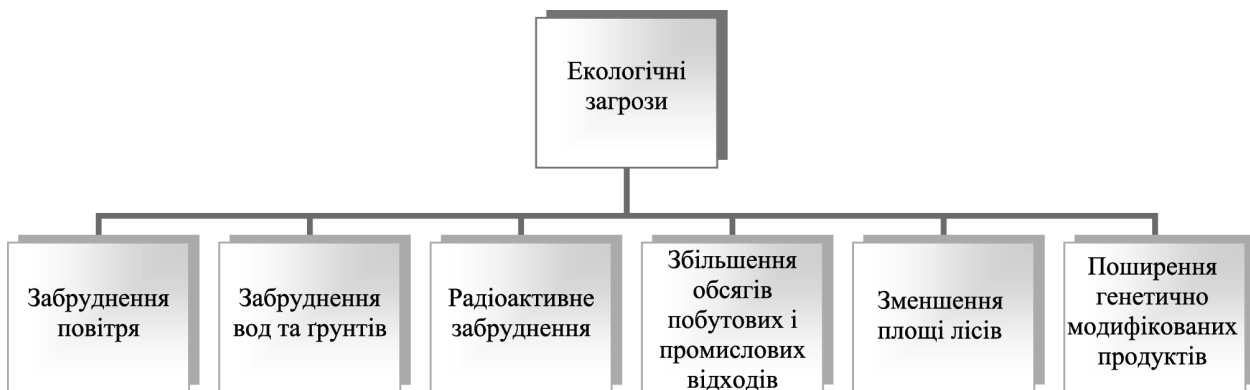 Екологічні
загрози
Забруднення
повітря
Забруднення
вод та ґрунтів
Радіоактивне
забруднення
Збільшення
обсягів
побутових і
промислових
відходів
Зменшення
площі лісів
Поширення
генетично
модифікованих
продуктів